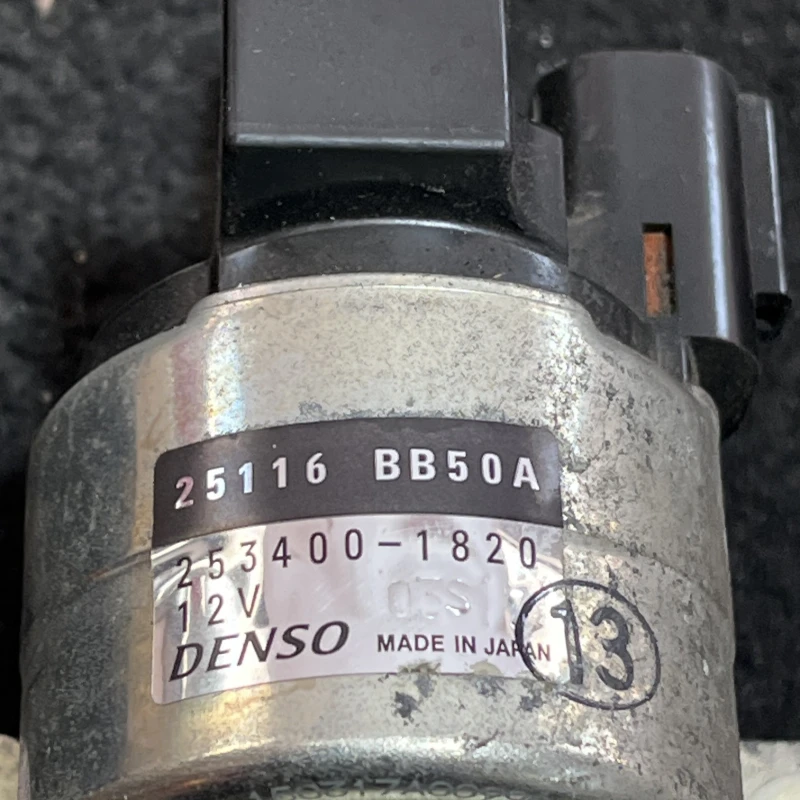 25116 BB50A
253400-1820
12V
DENSO MADE IN JAPAN
13